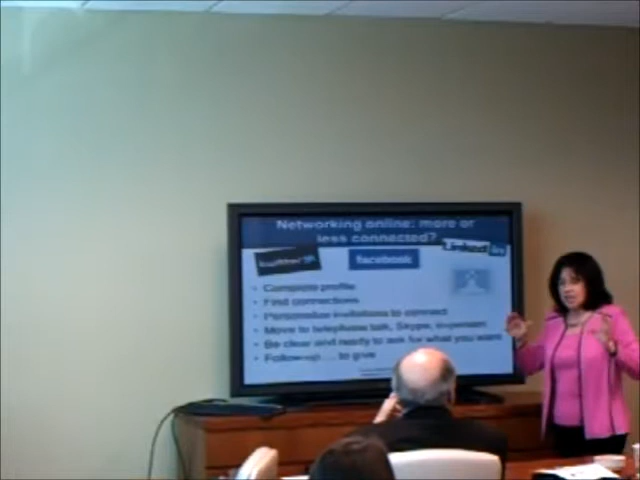 Networking online: more or
less connected?
twitter
facebook
Linked in
• Complete profile
• Find connections
• Personalize invitations to connect
• Move to telephone talk, Skype, in-person
• Be clear and ready to ask for what you want
• Follow-up … to give